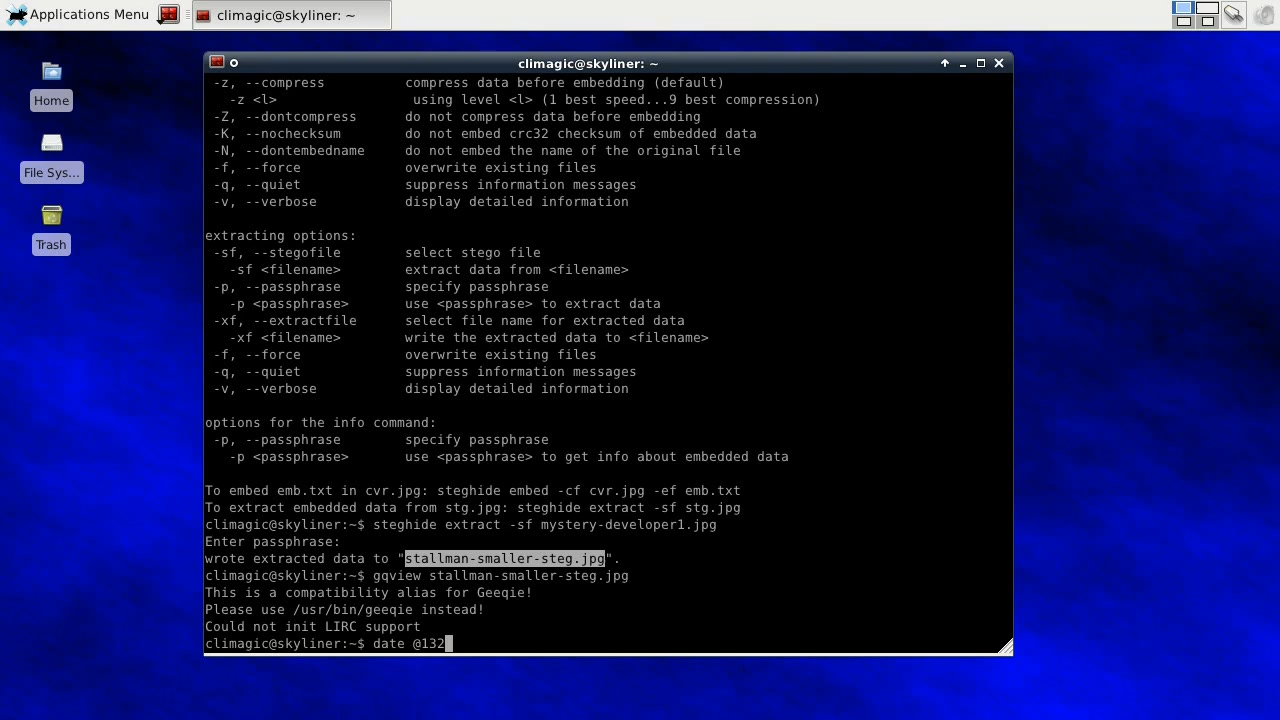 Applications Menu
climagic@skyliner: ~
climagic@skyliner: ~
Home
File Sys...
Trash
-z, --compress          compress data before embedding (default)
  -z <l>                 using level <l> (1 best speed...9 best compression)
-Z, --dontcompress      do not compress data before embedding
-K, --nochecksum        do not embed crc32 checksum of embedded data
-N, --dontembedname     do not embed the name of the original file
-f, --force             overwrite existing files
-q, --quiet             suppress information messages
-v, --verbose           display detailed information
extracting options:
-sf, --stegofile        select stego file
  -sf <filename>        extract data from <filename>
-p, --passphrase        specify passphrase
  -p <passphrase>       use <passphrase> to extract data
-xf, --extractfile      select file name for extracted data
  -xf <filename>        write the extracted data to <filename>
-f, --force             overwrite existing files
-q, --quiet             suppress information messages
-v, --verbose           display detailed information
options for the info command:
-p, --passphrase        specify passphrase
  -p <passphrase>       use <passphrase> to get info about embedded data
To embed emb.txt in cvr.jpg: steghide embed -cf cvr.jpg -ef emb.txt
To extract embedded data from stg.jpg: steghide extract -sf stg.jpg
climagic@skyliner:~$ steghide extract -sf mystery-developer1.jpg
Enter passphrase:
wrote extracted data to "stallman-smaller-steg.jpg".
climagic@skyliner:~$ gqview stallman-smaller-steg.jpg
This is a compatibility alias for Geeqie!
Please use /usr/bin/geeqie instead!
Could not init LIRC support
climagic@skyliner:~$ date @132